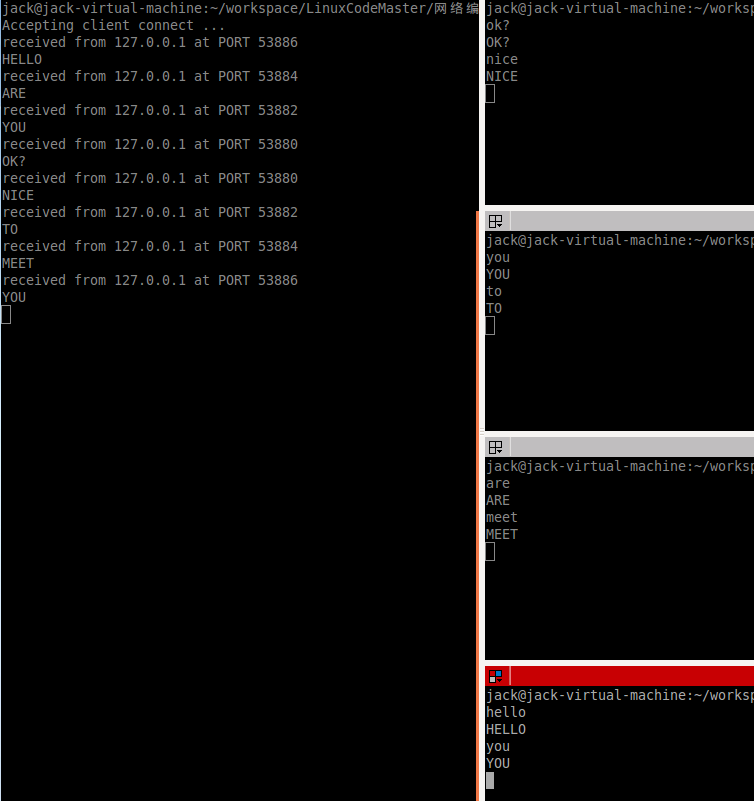 jack@jack-virtual-machine:~/workspace/LinuxCodeMaster/网络编
Accepting client connect ...
received from 127.0.0.1 at PORT 53886
HELLO
received from 127.0.0.1 at PORT 53884
ARE
received from 127.0.0.1 at PORT 53882
YOU
received from 127.0.0.1 at PORT 53880
OK?
received from 127.0.0.1 at PORT 53880
NICE
received from 127.0.0.1 at PORT 53882
TO
received from 127.0.0.1 at PORT 53884
MEET
received from 127.0.0.1 at PORT 53886
YOU
jack@jack-virtual-machine:~/worksp
ok?
OK?
nice
NICE
jack@jack-virtual-machine:~/worksp
you
YOU
to
TO
jack@jack-virtual-machine:~/worksp
are
ARE
meet
MEET
jack@jack-virtual-machine:~/worksp
hello
HELLO
you
YOU